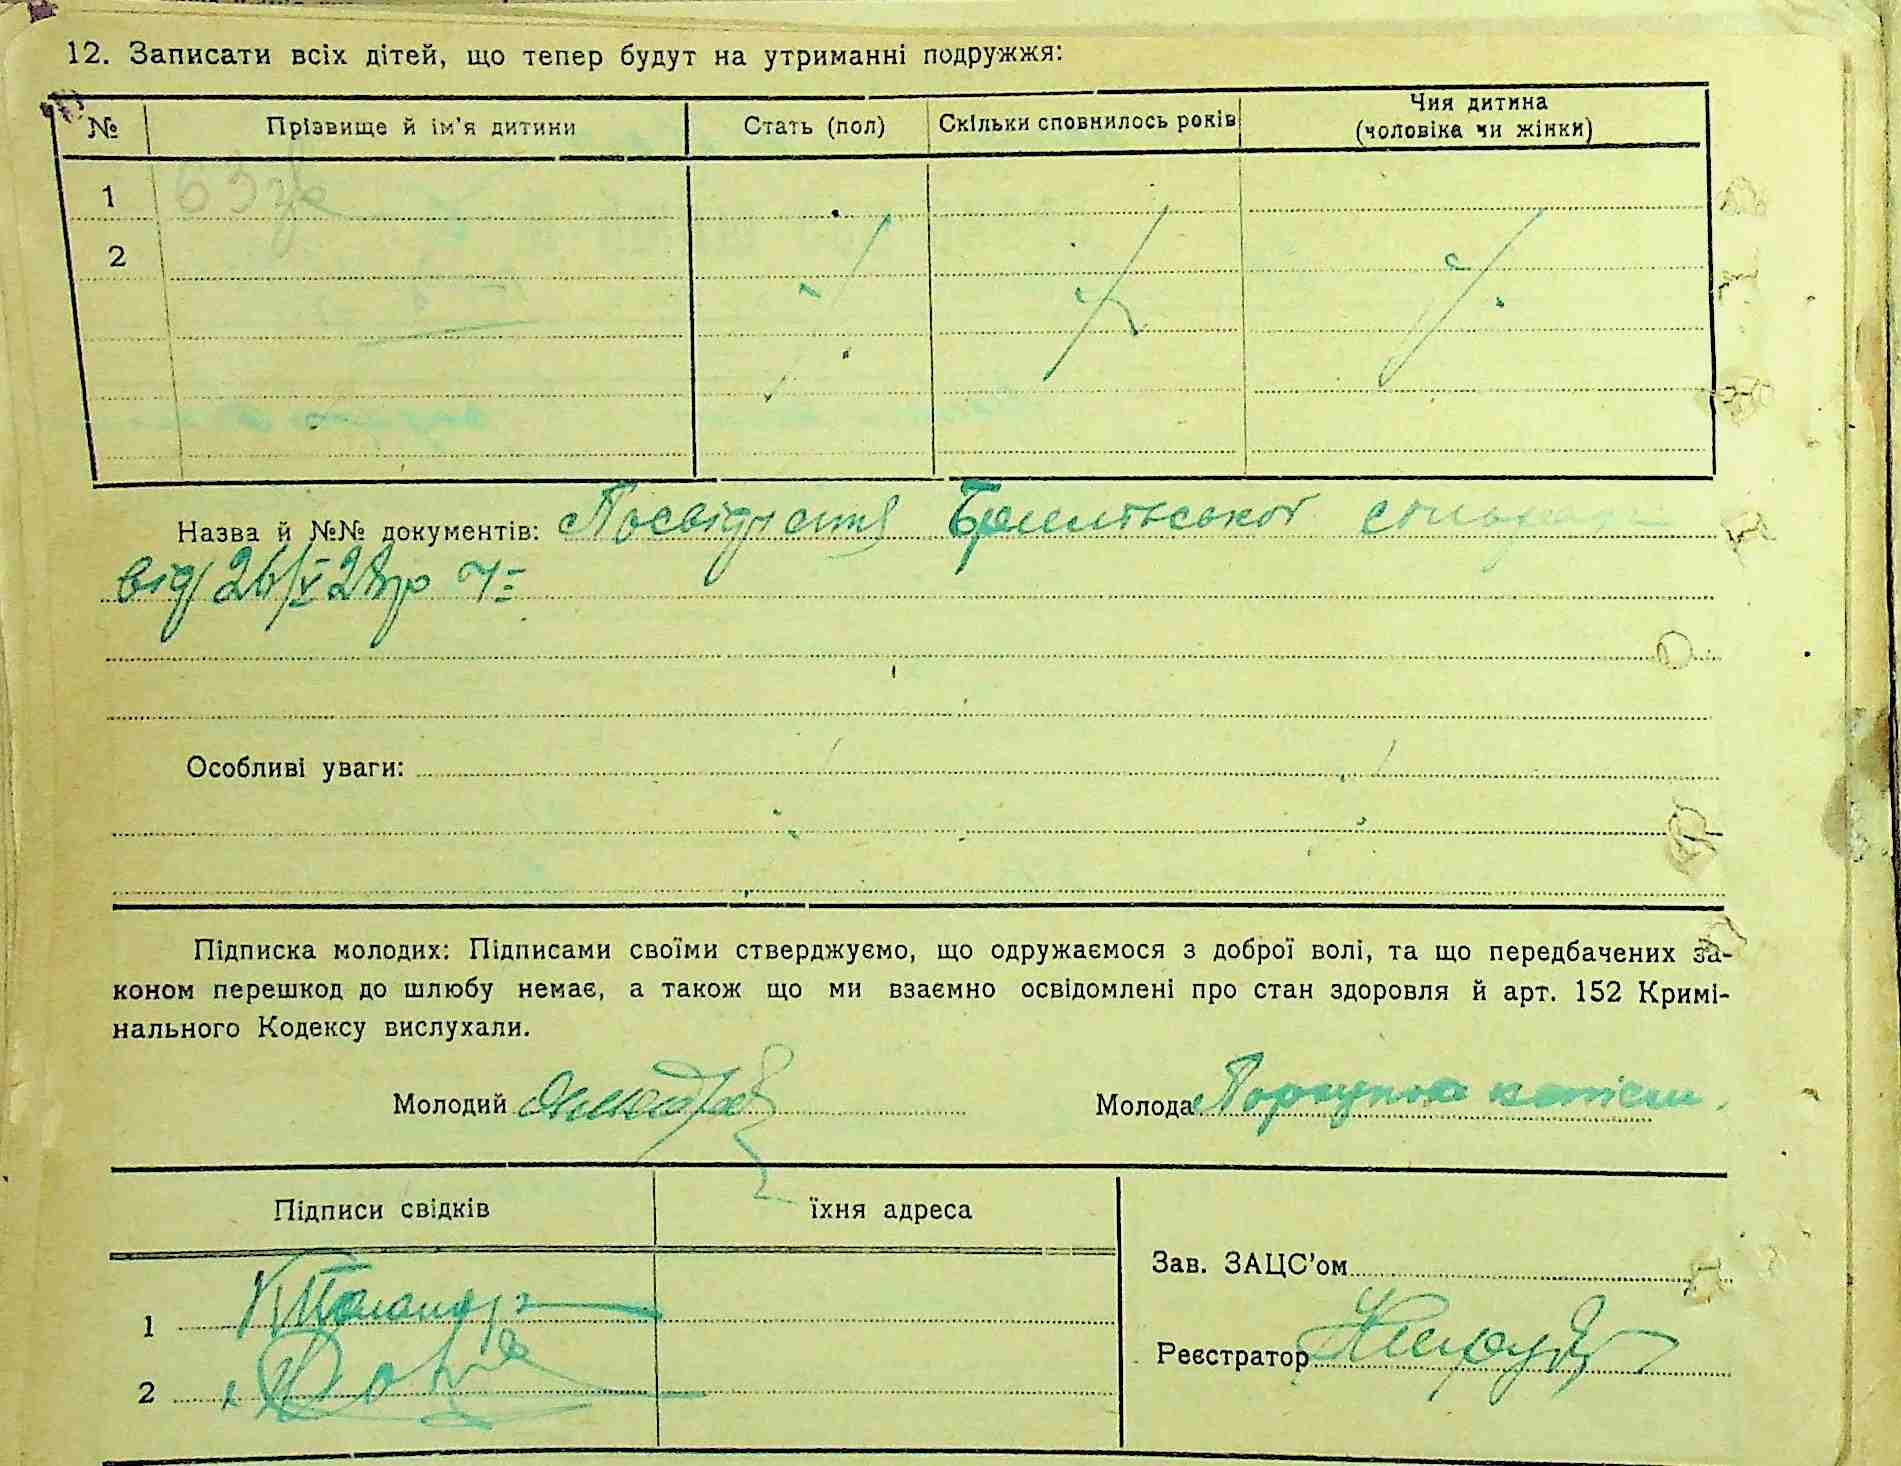 12. Записати всіх дітей, що тепер будут на утриманні подружжя:
№ Прізвище й ім'я дитини Стать (пол) Скільки сповнилось років Чия дитина (чоловіка чи жінки)
1
2
Назва й №№ документів: Посвідчення
від 26/V 28 р
Особливі уваги:
Підписка молодих: Підписами своїми стверджуємо, що одружаємося з доброї волі, та що передбачених за-
коном перешкод до шлюбу немає, а також що ми взаємно освідомлені про стан здоровля й арт. 152 Кримі-
нального Кодексу вислухали.
Молодий Молода
Підписи свідків їхня адреса
Зав. ЗАЦС'ом
1
Реєстратор
2